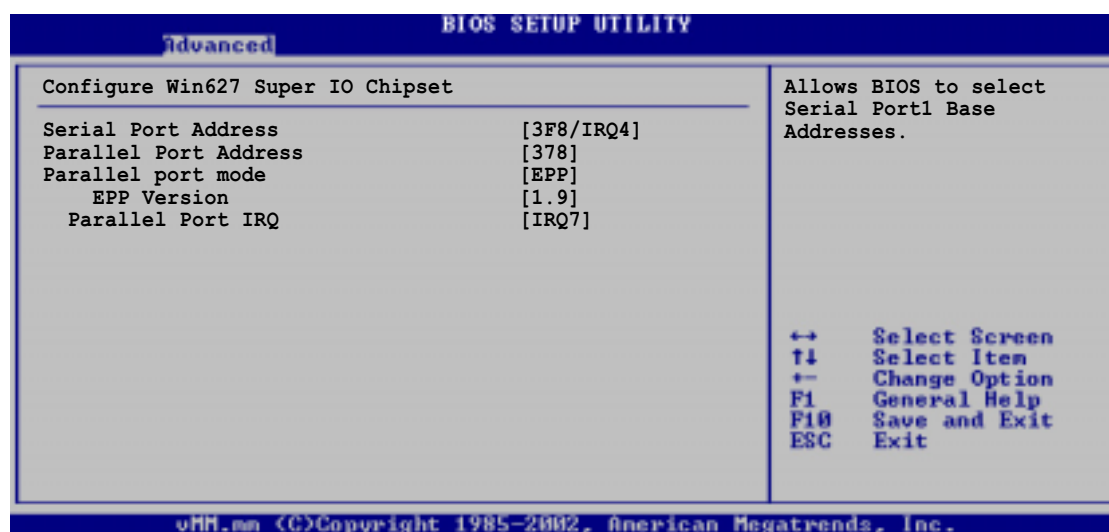 BIOS SETUP UTILITY
Advanced
Configure Win627 Super IO Chipset
Serial Port Address [3F8/IRQ4]
Parallel Port Address [378]
Parallel port mode [EPP]
EPP Version [1.9]
Parallel Port IRQ [IRQ7]
Allows BIOS to select
Serial Port1 Base
Addresses.
←→ Select Screen
↑↓ Select Item
+- Change Option
F1 General Help
F10 Save and Exit
ESC Exit
vMM.mm (C)Copyright 1985-2002, American Megatrends, Inc.